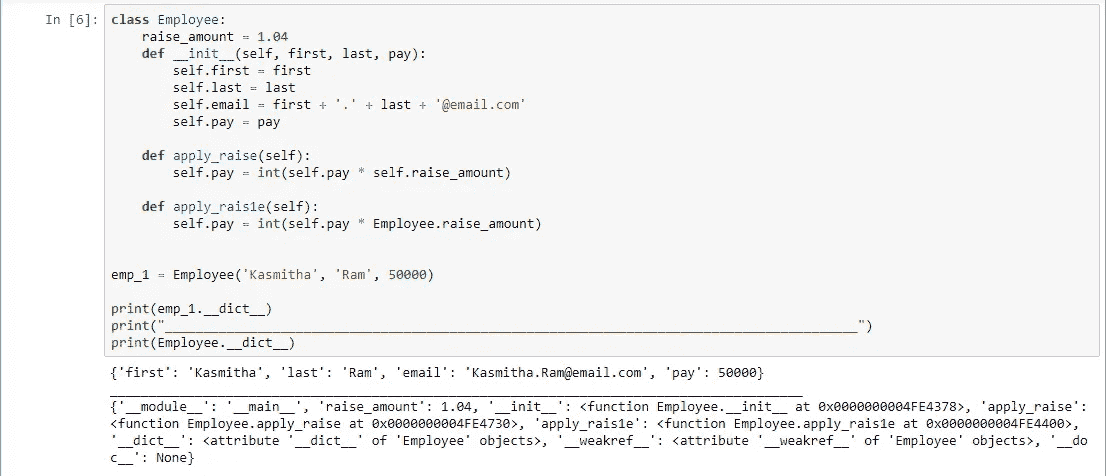 In [6]: class Employee:
    raise_amount = 1.04
    def __init__(self, first, last, pay):
        self.first = first
        self.last = last
        self.email = first + '.' + last + '@email.com'
        self.pay = pay

    def apply_raise(self):
        self.pay = int(self.pay * self.raise_amount)

    def apply_rais1e(self):
        self.pay = int(self.pay * Employee.raise_amount)


emp_1 = Employee('Kasmitha', 'Ram', 50000)

print(emp_1.__dict__)
print("__________________________________________________________________________________________")
print(Employee.__dict__)
{'first': 'Kasmitha', 'last': 'Ram', 'email': 'Kasmitha.Ram@email.com', 'pay': 50000}
__________________________________________________________________________________________
{'__module__': '__main__', 'raise_amount': 1.04, '__init__': <function Employee.__init__ at 0x0000000004FE4378>, 'apply_raise':
<function Employee.apply_raise at 0x0000000004FE4730>, 'apply_rais1e': <function Employee.apply_rais1e at 0x0000000004FE4400>,
'__dict__': <attribute '__dict__' of 'Employee' objects>, '__weakref__': <attribute '__weakref__' of 'Employee' objects>, '__do
c__': None}